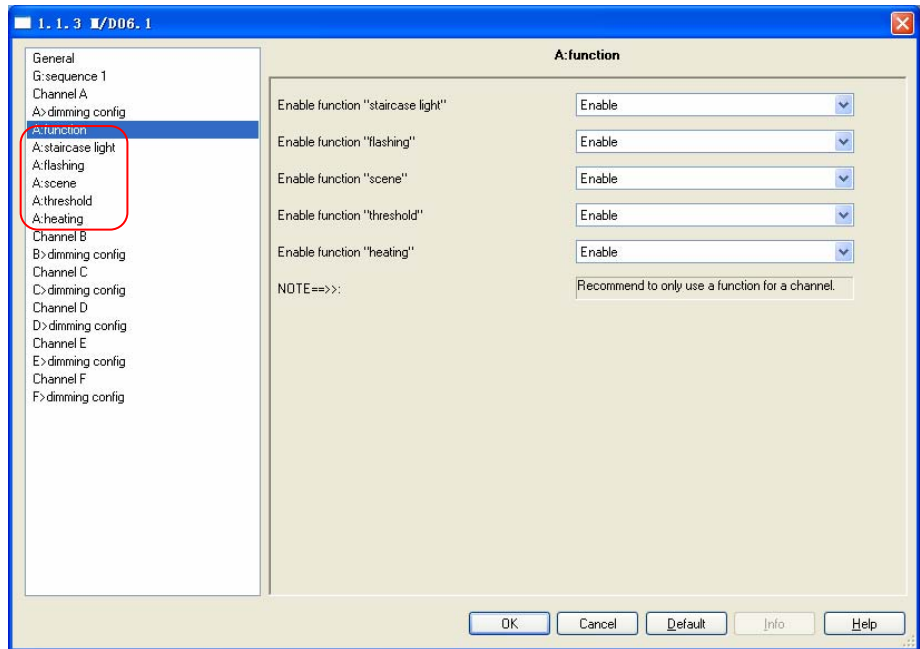 1.1.3 M/D06.1
General
G:sequence 1
Channel A
A>dimming config
A:function
A:staircase light
A:flashing
A:scene
A:threshold
A:heating
Channel B
B>dimming config
Channel C
C>dimming config
Channel D
D>dimming config
Channel E
E>dimming config
Channel F
F>dimming config
A:function
Enable function "staircase light" Enable
Enable function "flashing" Enable
Enable function "scene" Enable
Enable function "threshold" Enable
Enable function "heating" Enable
NOTE==>>: Recommend to only use a function for a channel.
OK Cancel Default Info Help